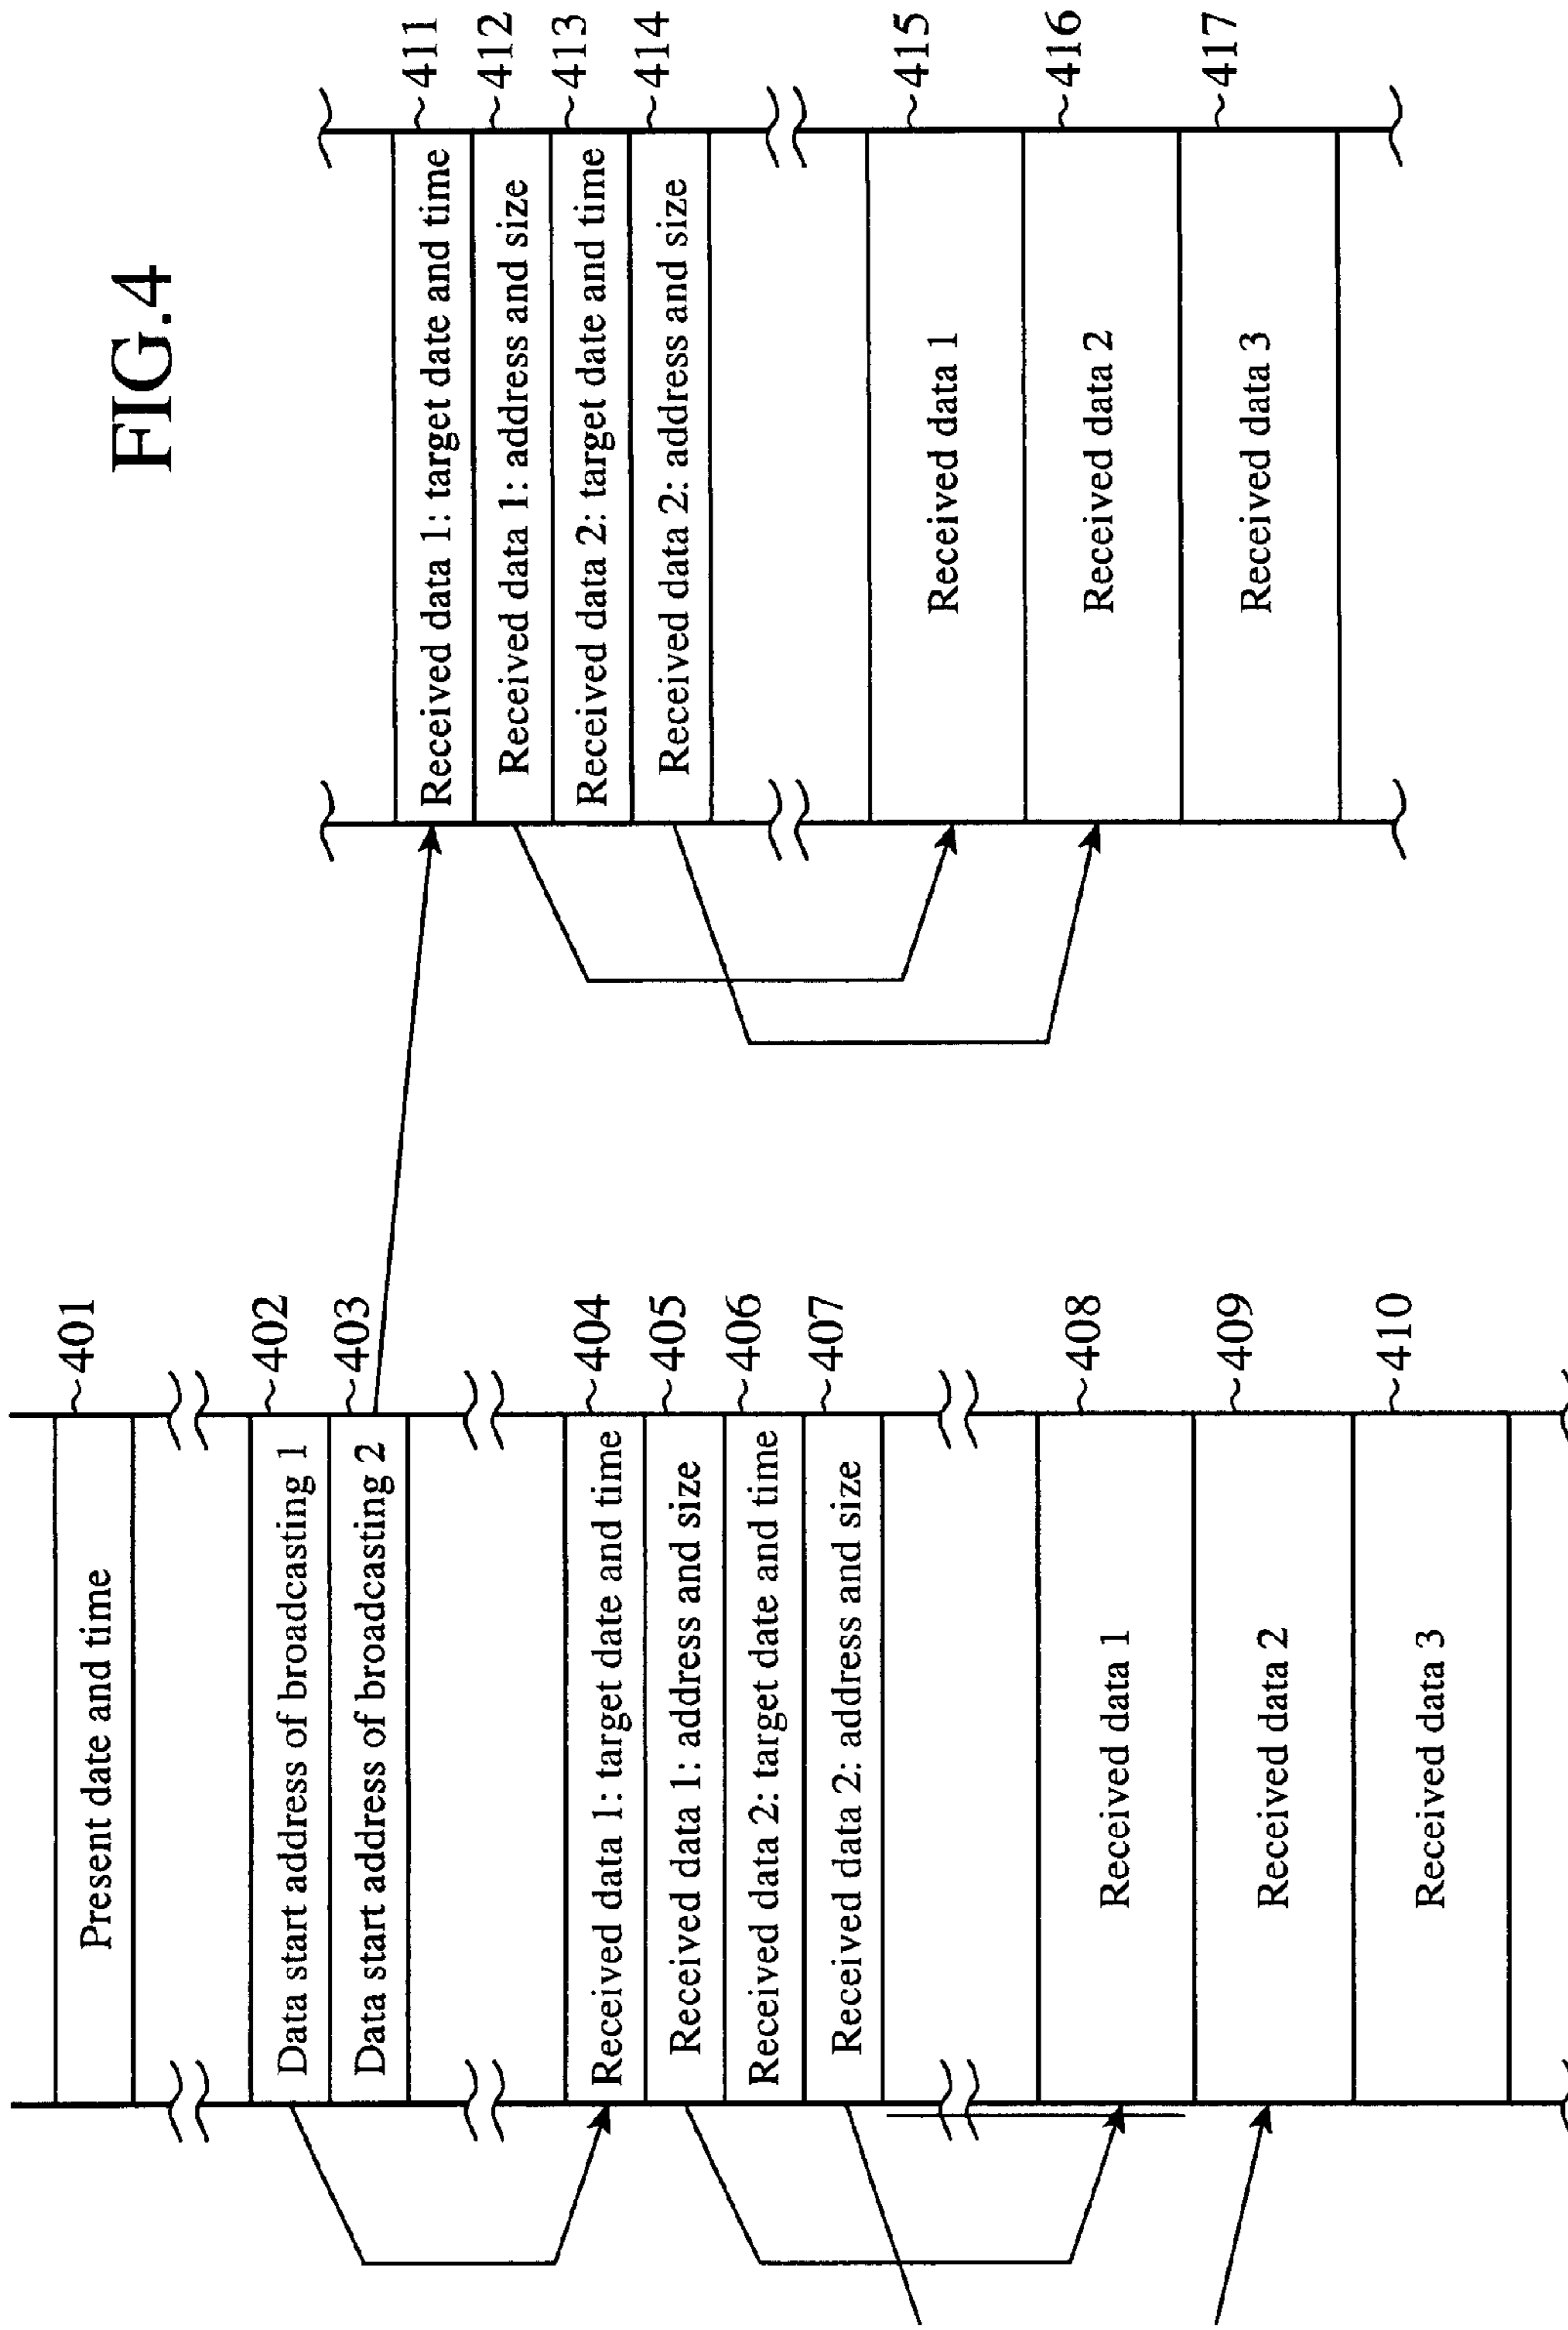 FIG.4
Present date and time
401
Data start address of broadcasting 1
402
Data start address of broadcasting 2
403
Received data 1: target date and time
404
Received data 1: address and size
405
Received data 2: target date and time
406
Received data 2: address and size
407
Received data 1
408
Received data 2
409
Received data 3
410
Received data 1: target date and time
411
Received data 1: address and size
412
Received data 2: target date and time
413
Received data 2: address and size
414
Received data 1
415
Received data 2
416
Received data 3
417